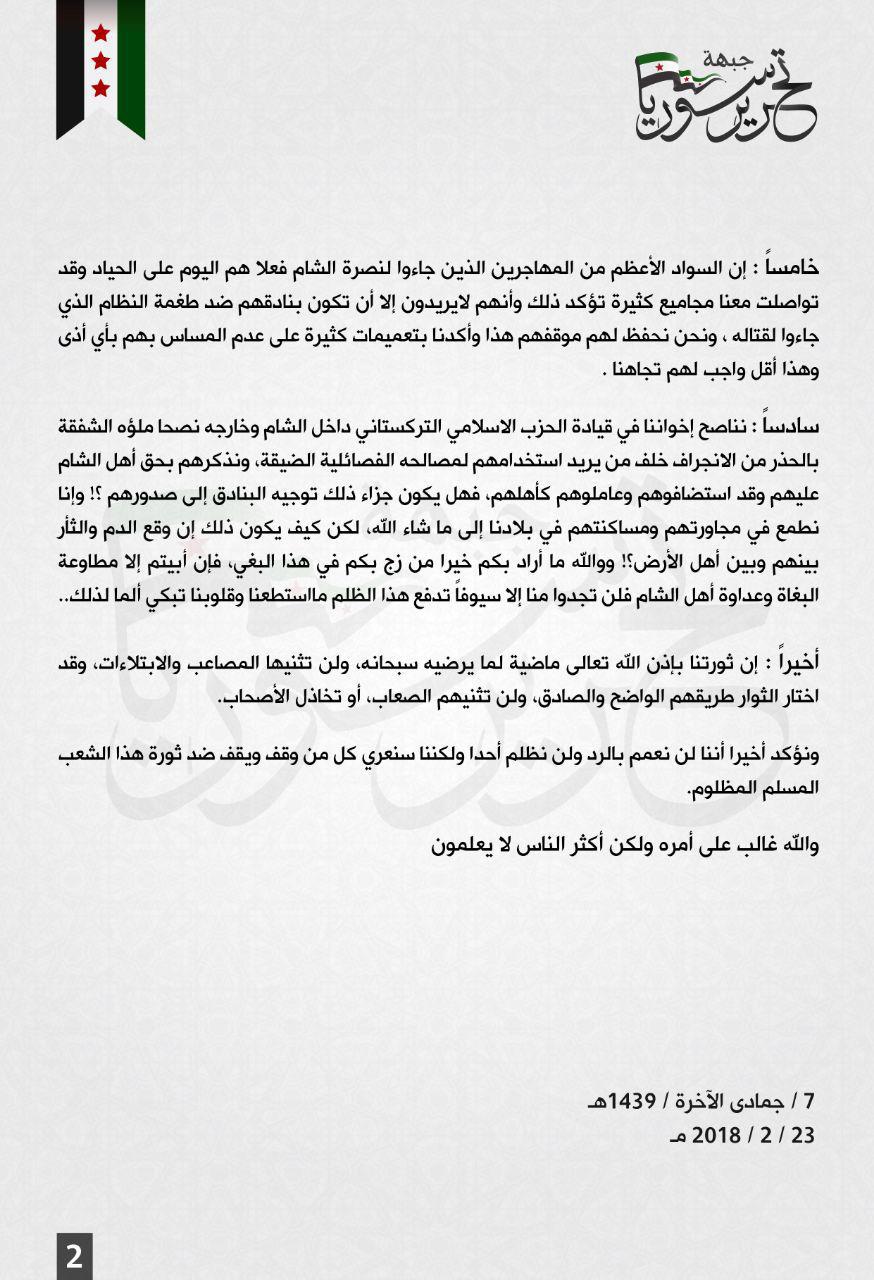 جبهة
تحرير سوريا
خامساً : إن السواد الأعظم من المهاجرين الذين جاءوا لنصرة الشام فعلا هم اليوم على الحياد وقد
تواصلت معنا مجاميع كثيرة تؤكد ذلك وأنهم لايريدون إلا أن تكون بنادقهم ضد طغمة النظام الذي
جاءوا لقتاله ، ونحن نحفظ لهم موقفهم هذا وأكدنا بتعميمات كثيرة على عدم المساس بهم بأي أذى
وهذا أقل واجب لهم تجاهنا .
سادساً : نناصح إخواننا في قيادة الحزب الاسلامي التركستاني داخل الشام وخارجه نصحا ملؤه الشفقة
بالحذر من الانجراف خلف من يريد استخدامهم لمصالحه الفصائلية الضيقة، ونذكرهم بحق أهل الشام
عليهم وقد استضافوهم وعاملوهم كأهلهم، فهل يكون جزاء ذلك توجيه البنادق إلى صدورهم ؟! وإنا
نطمع في مجاورتهم ومساكنتهم في بلادنا إلى ما شاء الله، لكن كيف يكون ذلك إن وقع الدم والثأر
بينهم وبين أهل الأرض؟! ووالله ما أراد بكم خيرا من زج بكم في هذا البغي، فإن أبيتم إلا مطاوعة
البغاة وعداوة أهل الشام فلن تجدوا منا إلا سيوفاً تدفع هذا الظلم مااستطعنا وقلوبنا تبكي ألما لذلك..
أخيراً : إن ثورتنا بإذن الله تعالى ماضية لما يرضيه سبحانه، ولن تثنيها المصاعب والابتلاءات، وقد
اختار الثوار طريقهم الواضح والصادق، ولن تثنيهم الصعاب، أو تخاذل الأصحاب.
ونؤكد أخيرا أننا لن نعمم بالرد ولن نظلم أحدا ولكننا سنعري كل من وقف ويقف ضد ثورة هذا الشعب
المسلم المظلوم.
والله غالب على أمره ولكن أكثر الناس لا يعلمون
7 / جمادى الآخرة / 1439هـ
23 / 2 / 2018 مـ
2